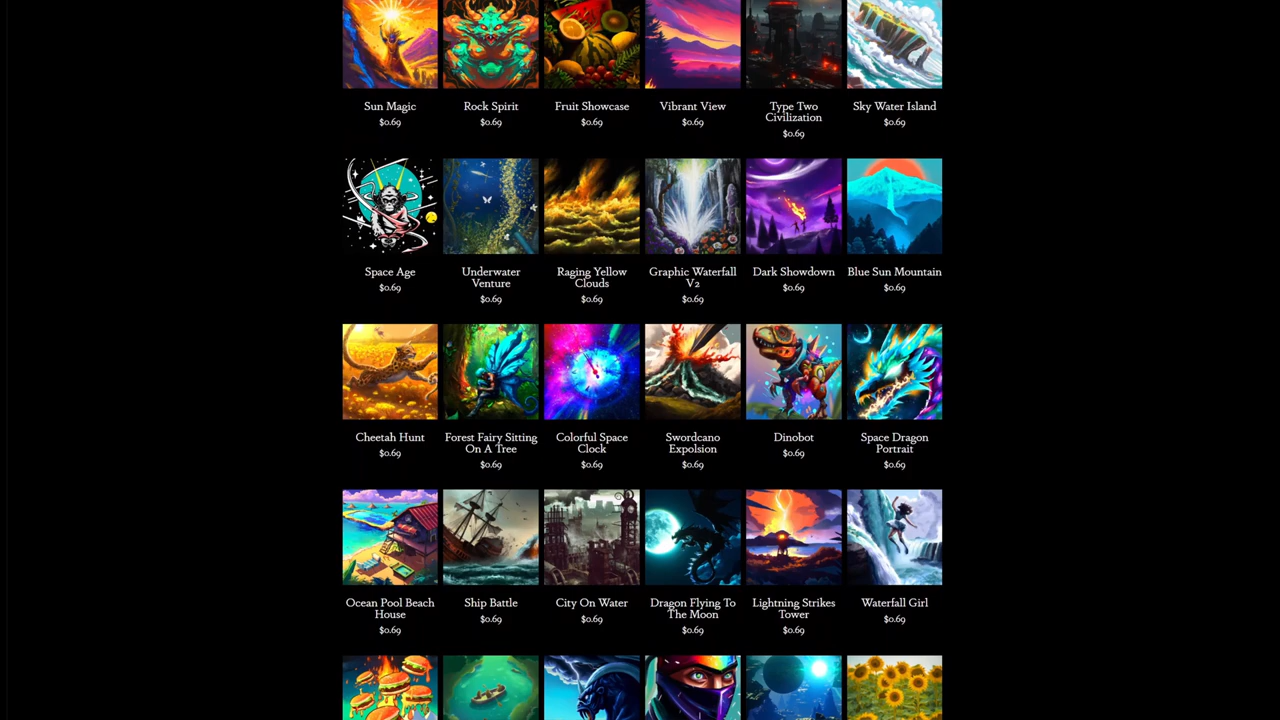 Sun Magic
$0.69
Rock Spirit
$0.69
Fruit Showcase
$0.69
Vibrant View
$0.69
Type Two
Civilization
$0.69
Sky Water Island
$0.69
Space Age
$0.69
Underwater
Venture
$0.69
Raging Yellow
Clouds
$0.69
Graphic Waterfall
V2
$0.69
Dark Showdown
$0.69
Blue Sun Mountain
$0.69
Cheetah Hunt
$0.69
Forest Fairy Sitting
On A Tree
$0.69
Colorful Space
Clock
$0.69
Swordcano
Expolsion
$0.69
Dinobot
$0.69
Space Dragon
Portrait
$0.69
Ocean Pool Beach
House
$0.69
Ship Battle
$0.69
City On Water
$0.69
Dragon Flying To
The Moon
$0.69
Lightning Strikes
Tower
$0.69
Waterfall Girl
$0.69